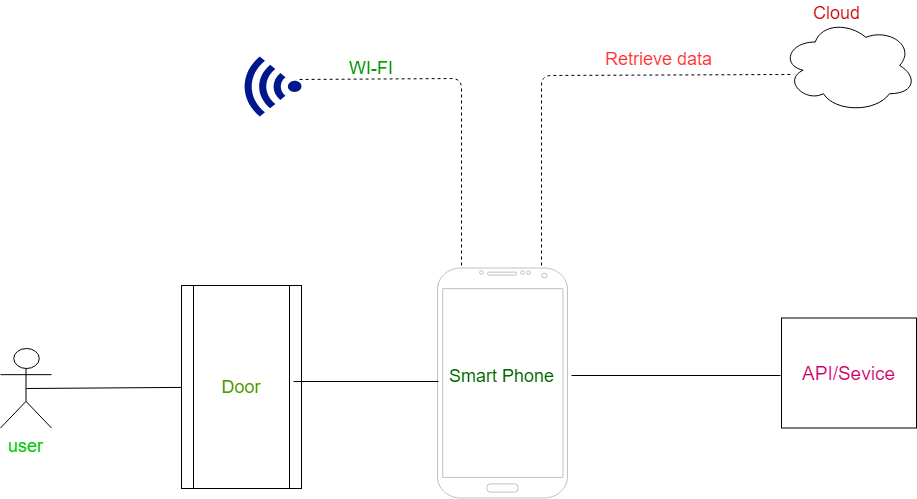 Cloud
WI-FI
Retrieve data
Door
Smart Phone
API/Sevice
user